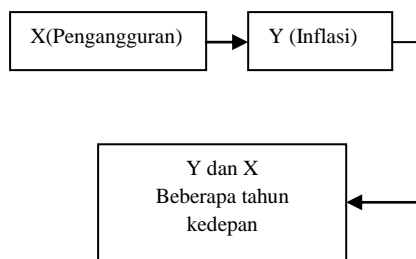 X(Pengangguran)
Y (Inflasi)
Y dan X
Beberapa tahun
kedepan